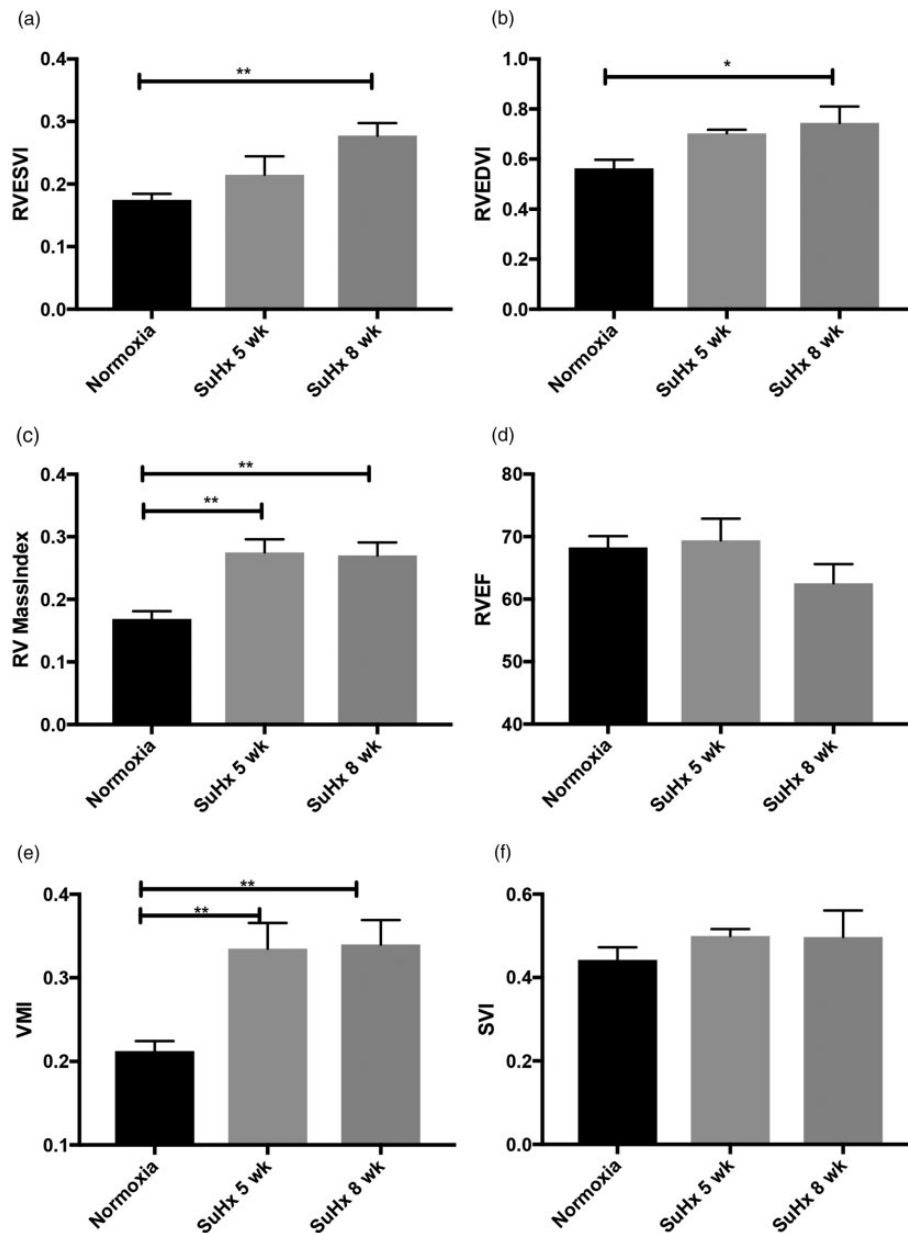 (a)
RVESVI
0.4
0.3
0.2
0.1
0.0
**
Normoxia
SuHx 5 wk
SuHx 8 wk
(b)
RVEDVI
1.0
0.8
0.6
0.4
0.2
0.0
*
Normoxia
SuHx 5 wk
SuHx 8 wk
(c)
RV MassIndex
0.4
0.3
0.2
0.1
0.0
**
**
Normoxia
SuHx 5 wk
SuHx 8 wk
(d)
RVEF
80
70
60
50
40
Normoxia
SuHx 5 wk
SuHx 8 wk
(e)
VMI
0.4
0.3
0.2
0.1
**
**
Normoxia
SuHx 5 wk
SuHx 8 wk
(f)
SVI
0.6
0.4
0.2
0.0
Normoxia
SuHx 5 wk
SuHx 8 wk